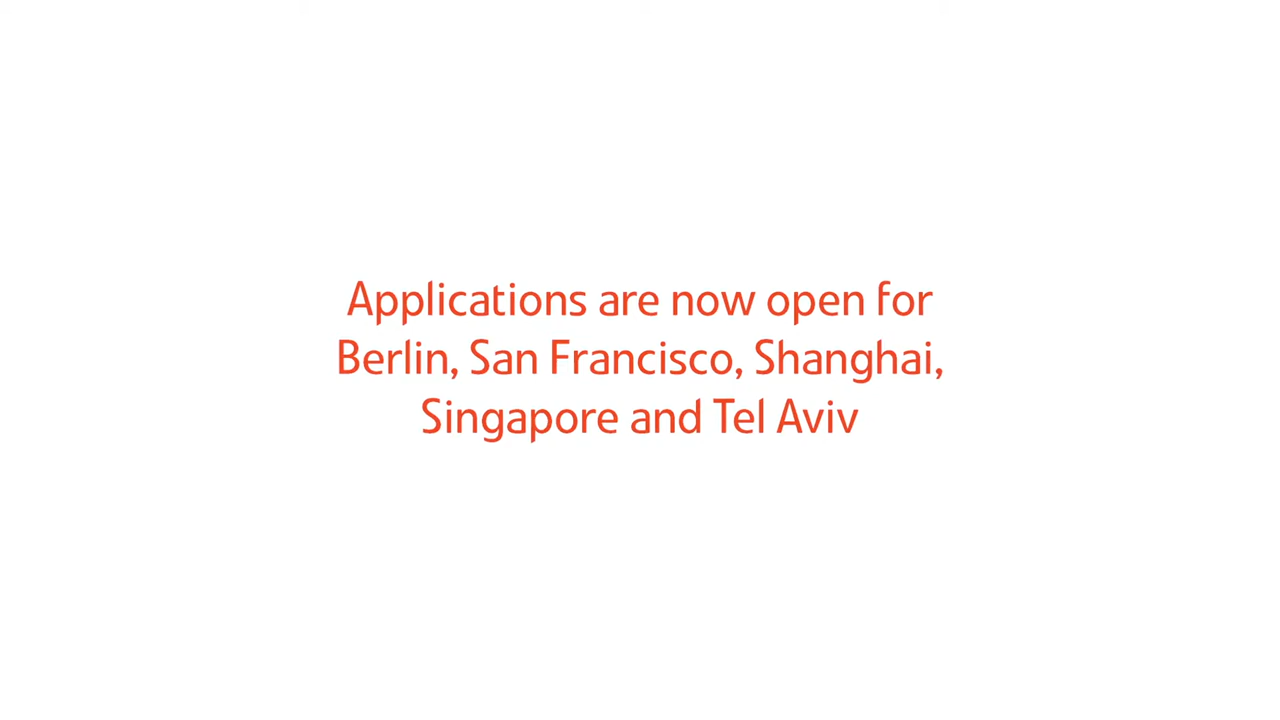 Applications are now open for
Berlin, San Francisco, Shanghai,
Singapore and Tel Aviv